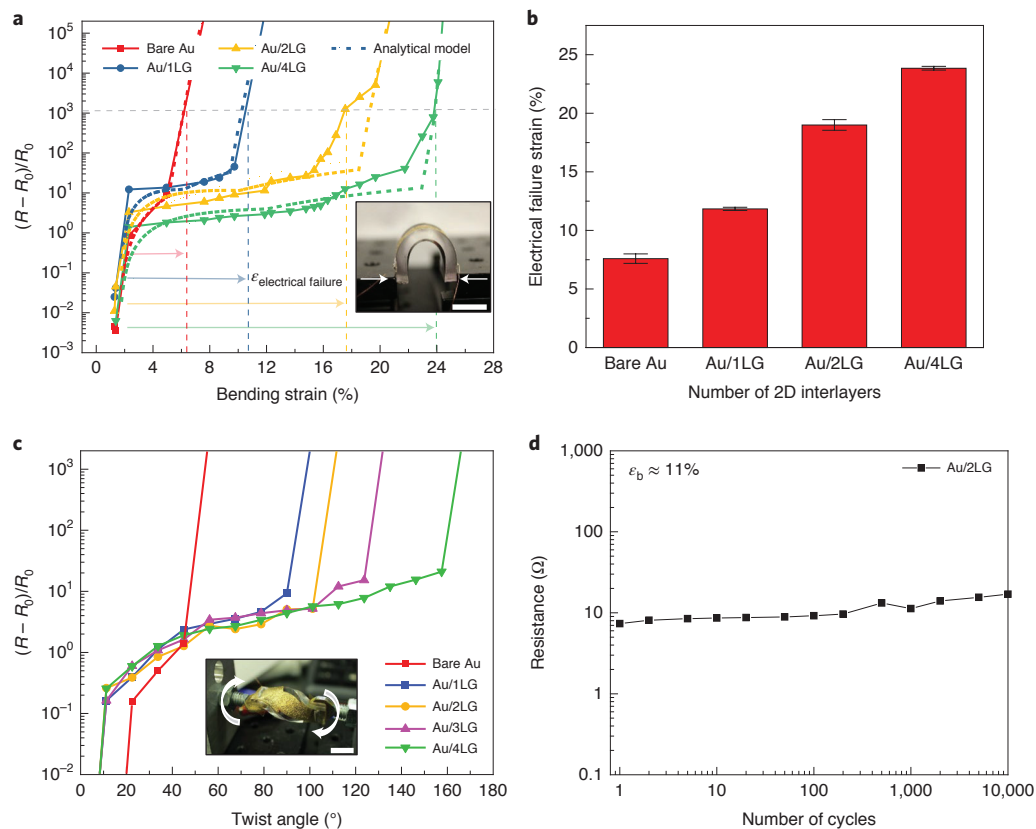 a
10^5
10^4
10^3
10^2
10^1
10^0
10^−1
10^−2
10^−3
(R − R_0)/R_0
Bare Au
Au/1LG
Au/2LG
Au/4LG
Analytical model
ε_electrical failure
0 4 8 12 16 20 24 28
Bending strain (%)
b
25
20
15
10
5
0
Electrical failure strain (%)
Bare Au Au/1LG Au/2LG Au/4LG
Number of 2D interlayers
c
10^3
10^2
10^1
10^0
10^−1
10^−2
(R − R_0)/R_0
Bare Au
Au/1LG
Au/2LG
Au/3LG
Au/4LG
0 20 40 60 80 100 120 140 160 180
Twist angle (°)
d
1,000
100
10
1
0.1
Resistance (Ω)
ε_b ≈ 11%
Au/2LG
1 10 100 1,000 10,000
Number of cycles